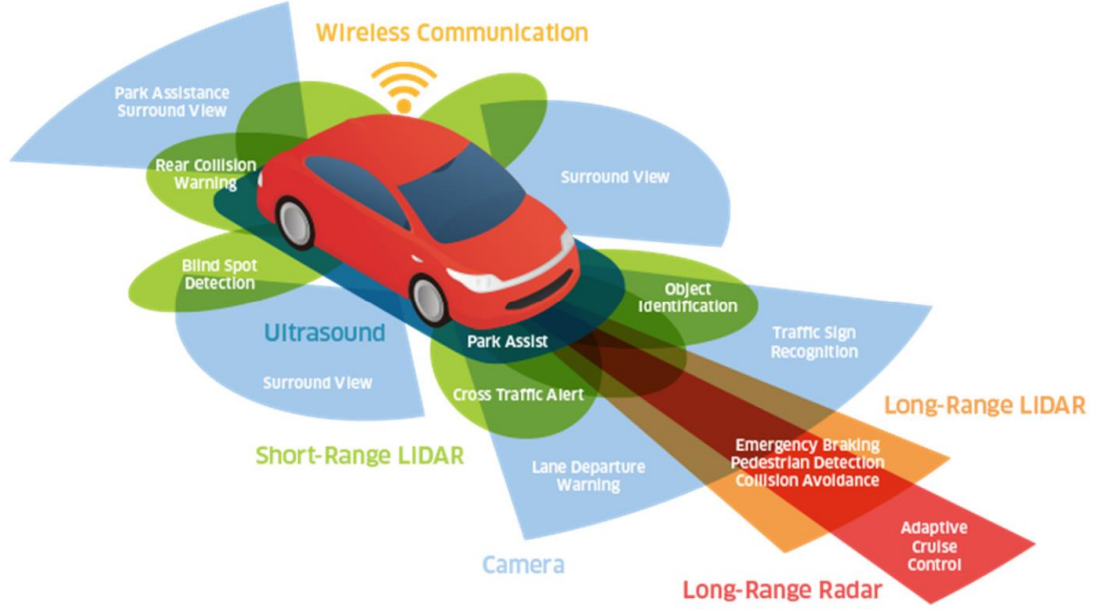 Wireless Communication
Park Assistance
Surround View
Rear Collision
Warning
Surround View
Blind Spot
Detection
Object
Identification
Ultrasound
Park Assist
Traffic Sign
Recognition
Surround View
Cross Traffic Alert
Long-Range LIDAR
Short-Range LIDAR
Emergency Braking
Pedestrian Detection
Collision Avoidance
Lane Departure
Warning
Adaptive
Cruise
Control
Camera
Long-Range Radar